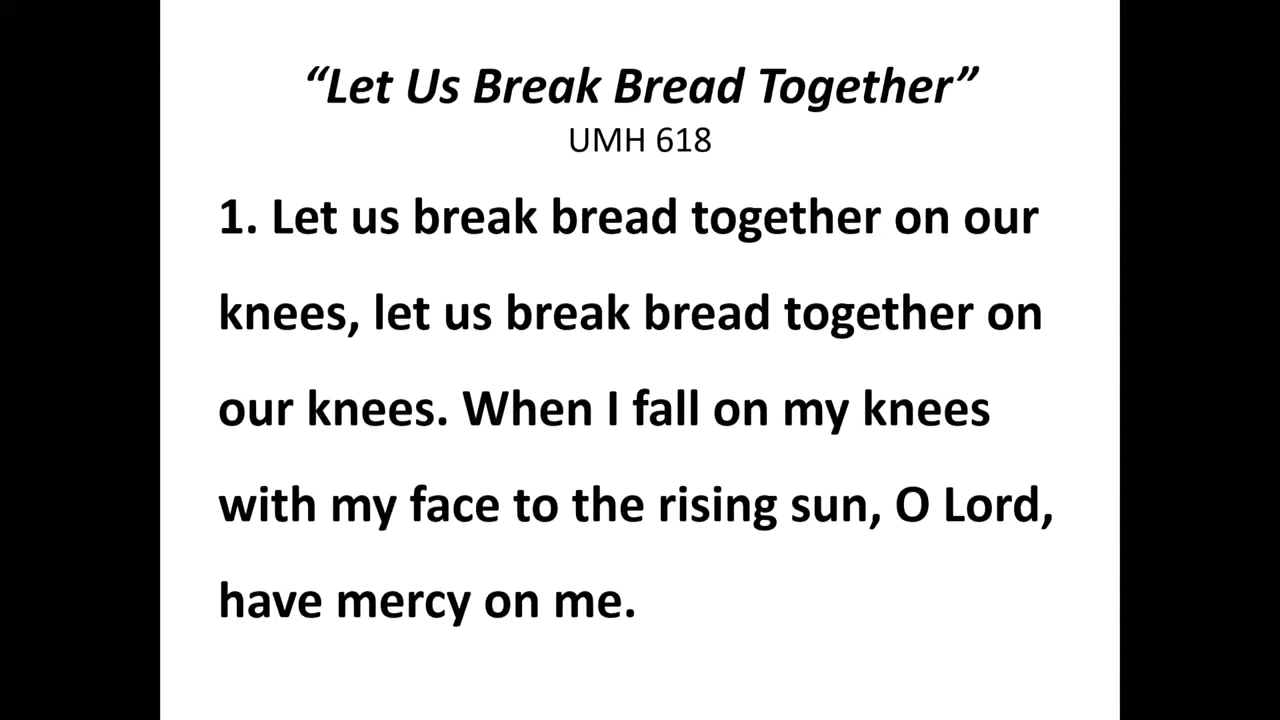 “Let Us Break Bread Together”
UMH 618
1. Let us break bread together on our
knees, let us break bread together on
our knees. When I fall on my knees
with my face to the rising sun, O Lord,
have mercy on me.